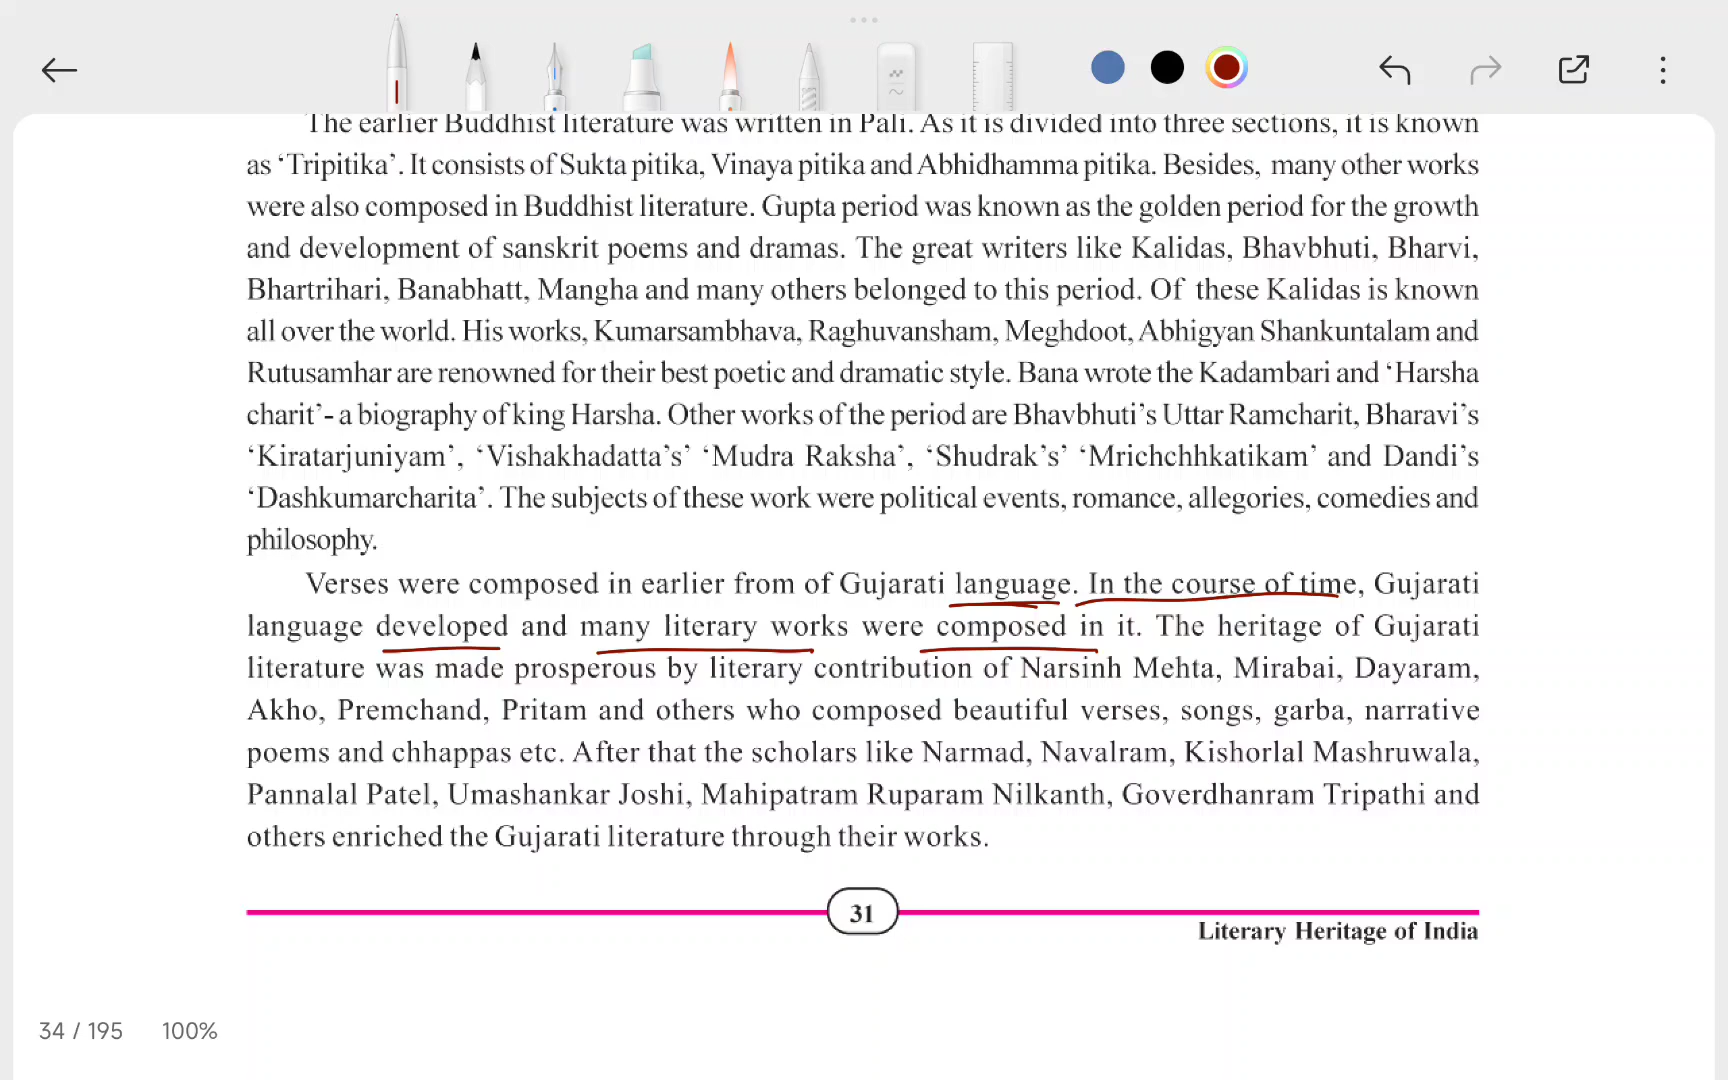 The earlier Buddhist literature was written in Pali. As it is divided into three sections, it is known
as ‘Tripitika’. It consists of Sukta pitika, Vinaya pitika and Abhidhamma pitika. Besides, many other works
were also composed in Buddhist literature. Gupta period was known as the golden period for the growth
and development of sanskrit poems and dramas. The great writers like Kalidas, Bhavbhuti, Bharvi,
Bhartrihari, Banabhatt, Mangha and many others belonged to this period. Of these Kalidas is known
all over the world. His works, Kumarsambhava, Raghuvansham, Meghdoot, Abhigyan Shankuntalam and
Rutusamhar are renowned for their best poetic and dramatic style. Bana wrote the Kadambari and ‘Harsha
charit’- a biography of king Harsha. Other works of the period are Bhavbhuti’s Uttar Ramcharit, Bharavi’s
‘Kiratarjuniyam’, ‘Vishakhadatta’s’ ‘Mudra Raksha’, ‘Shudrak’s’ ‘Mrichchhkatikam’ and Dandi’s
‘Dashkumarcharita’. The subjects of these work were political events, romance, allegories, comedies and
philosophy.
Verses were composed in earlier from of Gujarati language. In the course of time, Gujarati
language developed and many literary works were composed in it. The heritage of Gujarati
literature was made prosperous by literary contribution of Narsinh Mehta, Mirabai, Dayaram,
Akho, Premchand, Pritam and others who composed beautiful verses, songs, garba, narrative
poems and chhappas etc. After that the scholars like Narmad, Navalram, Kishorlal Mashruwala,
Pannalal Patel, Umashankar Joshi, Mahipatram Ruparam Nilkanth, Goverdhanram Tripathi and
others enriched the Gujarati literature through their works.
31
Literary Heritage of India
34 / 195 100%